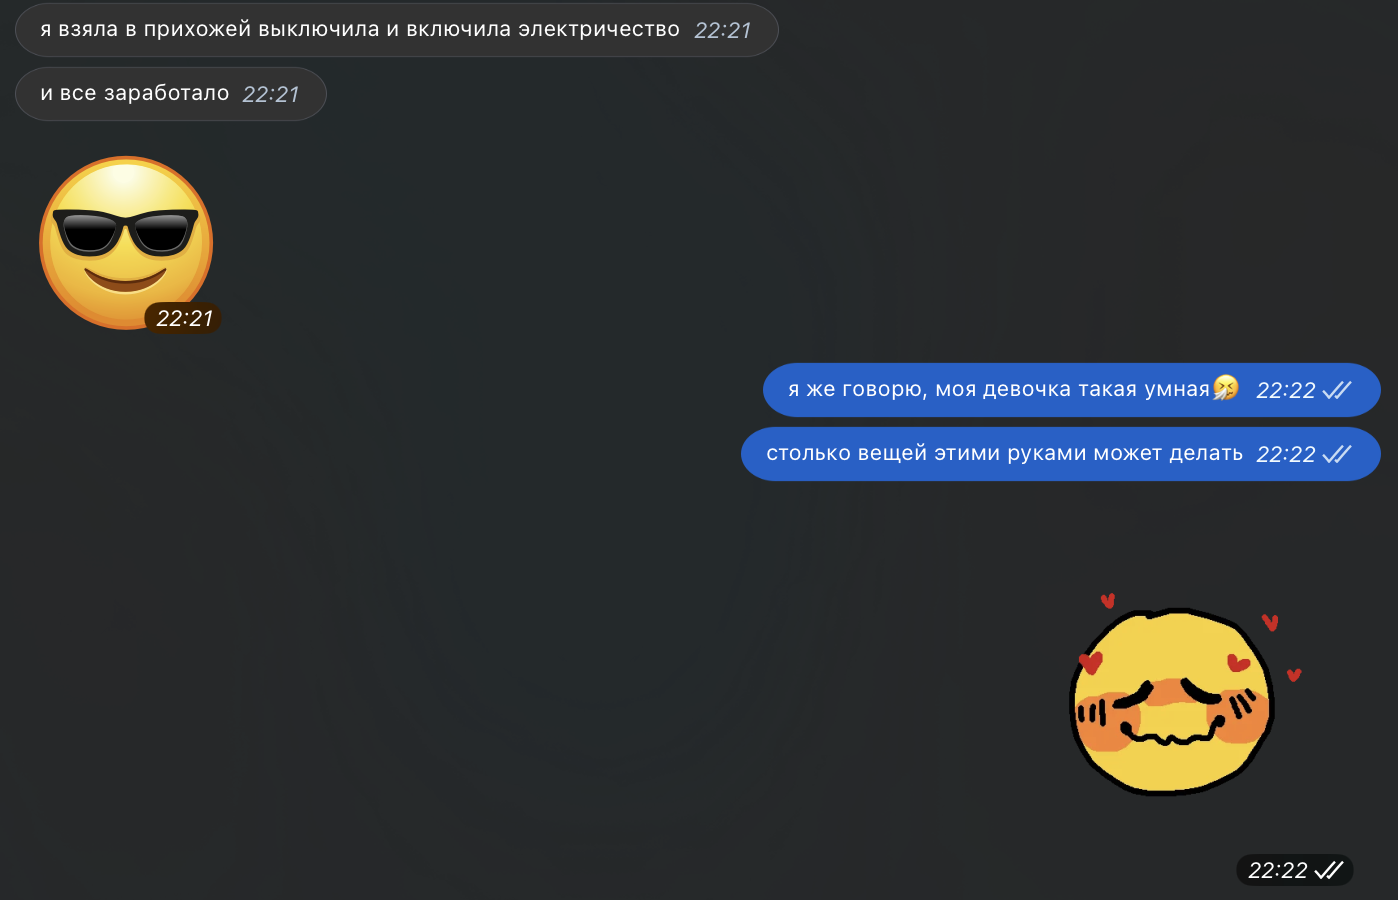 я взяла в прихожей выключила и включила электричество 22:21
и все заработало 22:21
22:21
я же говорю, моя девочка такая умная🤧 22:22
столько вещей этими руками может делать 22:22
22:22